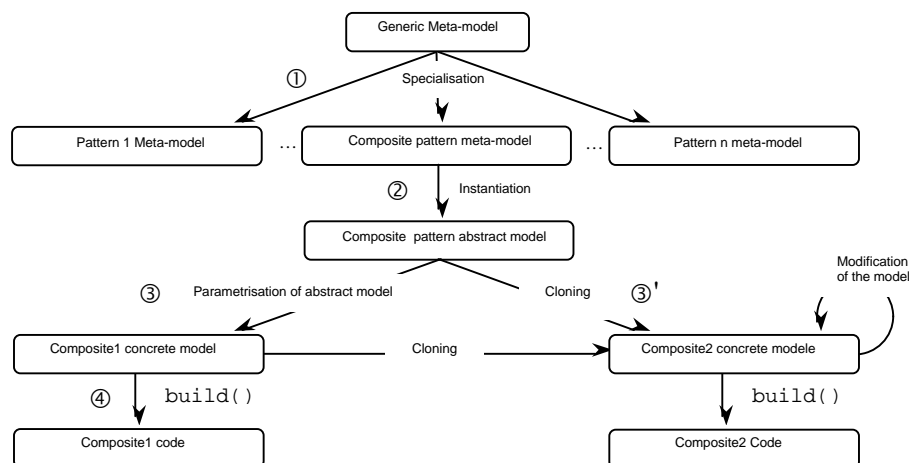 Generic Meta-model
①
Specialisation
Pattern 1 Meta-model
...
Composite pattern meta-model
...
Pattern n meta-model
②
Instantiation
Composite pattern abstract model
Modification
of the model
③
Parametrisation of abstract model
Cloning
③'
Composite1 concrete model
Cloning
Composite2 concrete modele
④
build()
build()
Composite1 code
Composite2 Code